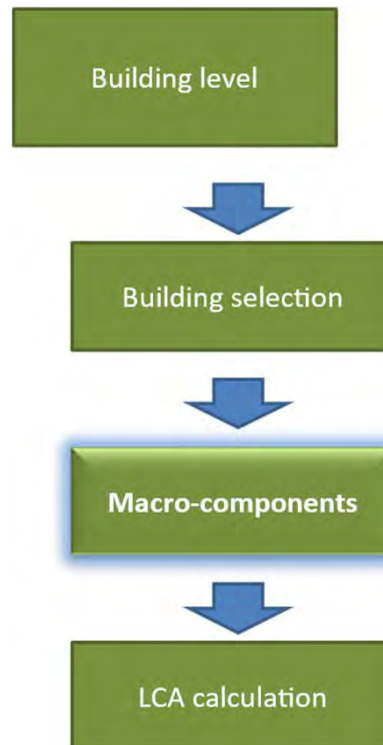 Building level
Building selection
Macro-components
LCA calculation